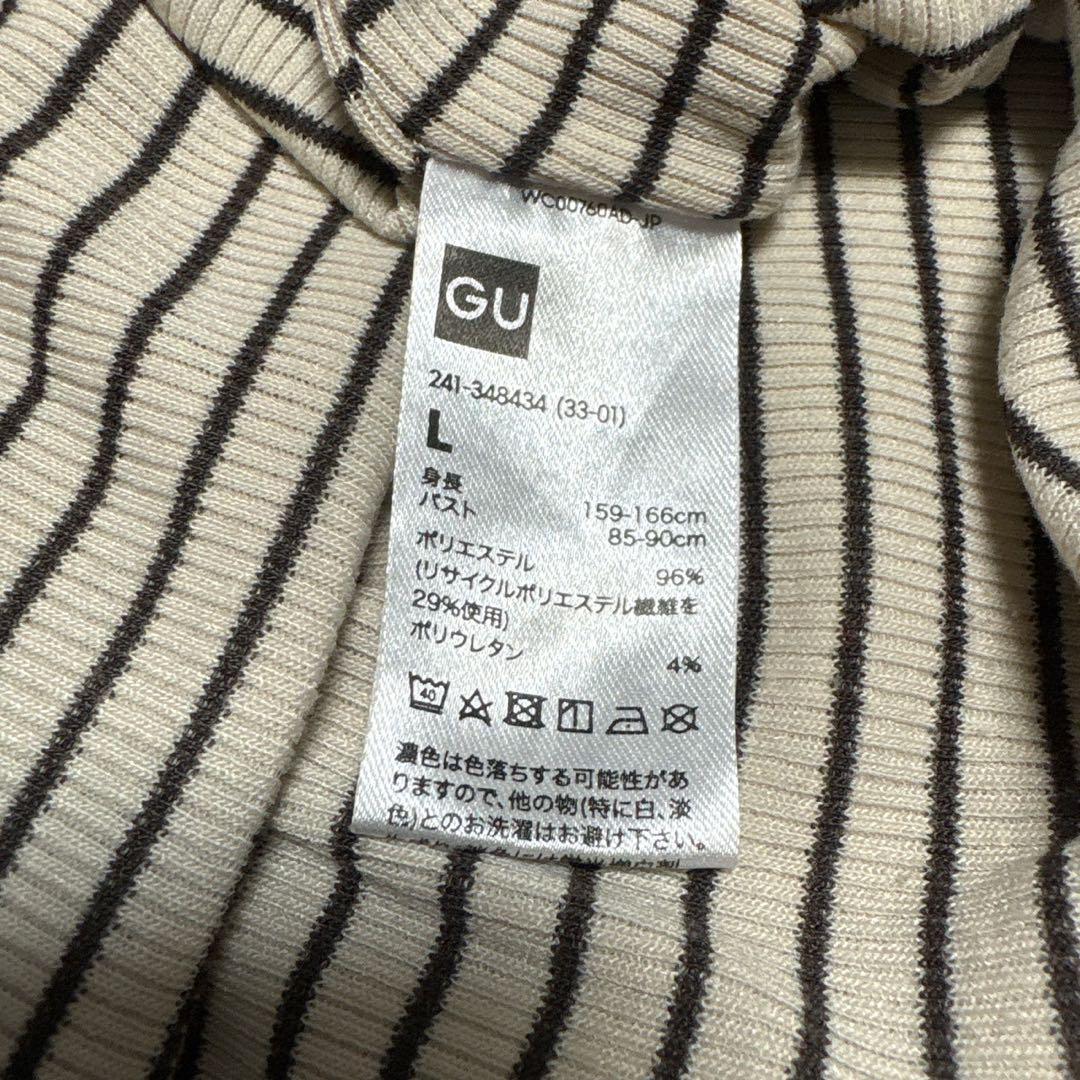 WC00760AD-JP
GU
241-348434 (33-01)
L
身長 159-166cm
バスト 85-90cm
ポリエステル 96%
(リサイクルポリエステル繊維を
29%使用)
ポリウレタン 4%
40
濃色は色落ちする可能性があ
りますので、他の物(特に白、淡
色)とのお洗濯はお避け下さい。